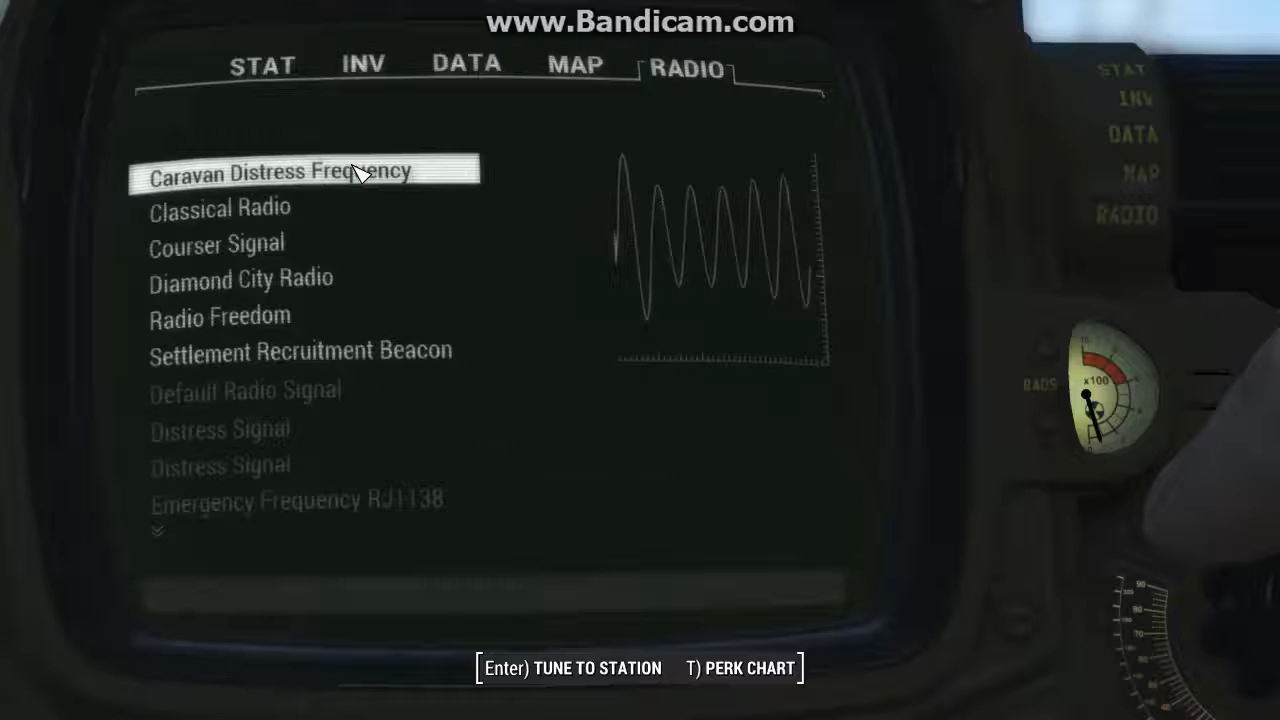 www.Bandicam.com
STAT INV DATA MAP RADIO
Caravan Distress Frequency
Classical Radio
Courser Signal
Diamond City Radio
Radio Freedom
Settlement Recruitment Beacon
Default Radio Signal
Distress Signal
Distress Signal
Emergency Frequency RJ1138
STAT
INV
DATA
MAP
RADIO
RADS
x100
Enter) TUNE TO STATION T) PERK CHART